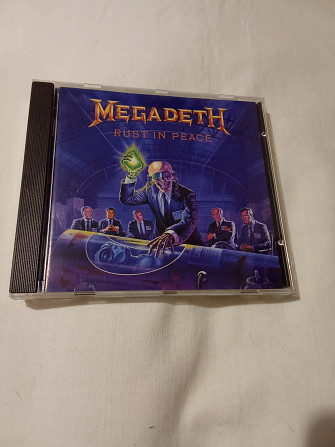 MEGADETH
RUST IN PEACE